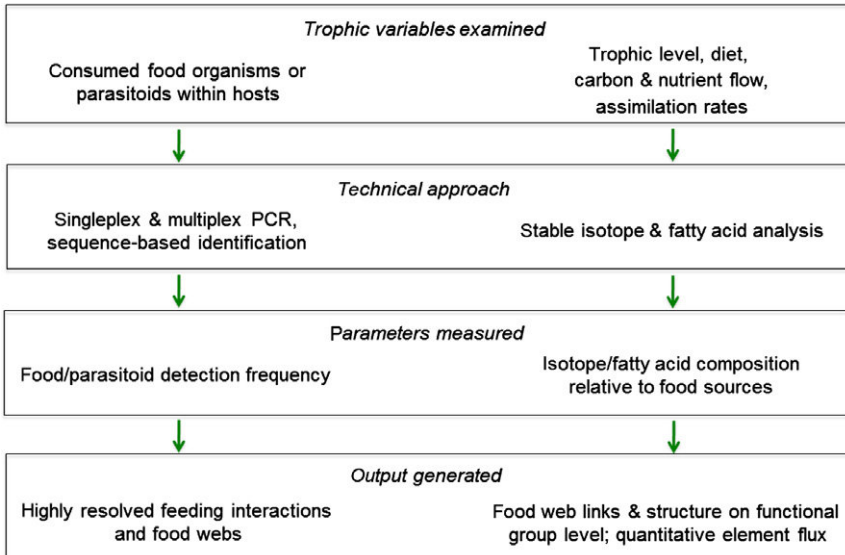 Trophic variables examined
Consumed food organisms or
parasitoids within hosts
Trophic level, diet,
carbon & nutrient flow,
assimilation rates
Technical approach
Singleplex & multiplex PCR,
sequence-based identification
Stable isotope & fatty acid analysis
Parameters measured
Food/parasitoid detection frequency
Isotope/fatty acid composition
relative to food sources
Output generated
Highly resolved feeding interactions
and food webs
Food web links & structure on functional
group level; quantitative element flux